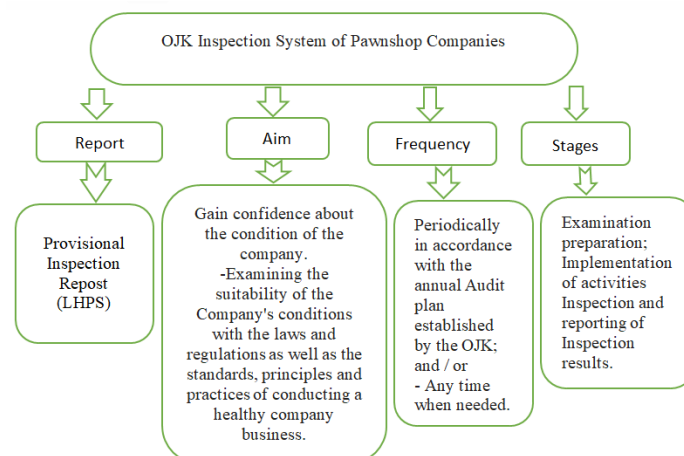 OJK Inspection System of Pawnshop Companies
Report
Aim
Frequency
Stages
Provisional
Inspection
Repost
(LHPS)
Gain confidence about
the condition of the
company.
-Examining the
suitability of the
Company's conditions
with the laws and
regulations as well as the
standards, principles and
practices of conducting a
healthy company
business.
Periodically
in accordance
with the
annual Audit
plan
established
by the OJK;
and / or
- Any time
when needed.
Examination
preparation;
Implementation
of activities
Inspection and
reporting of
Inspection
results.